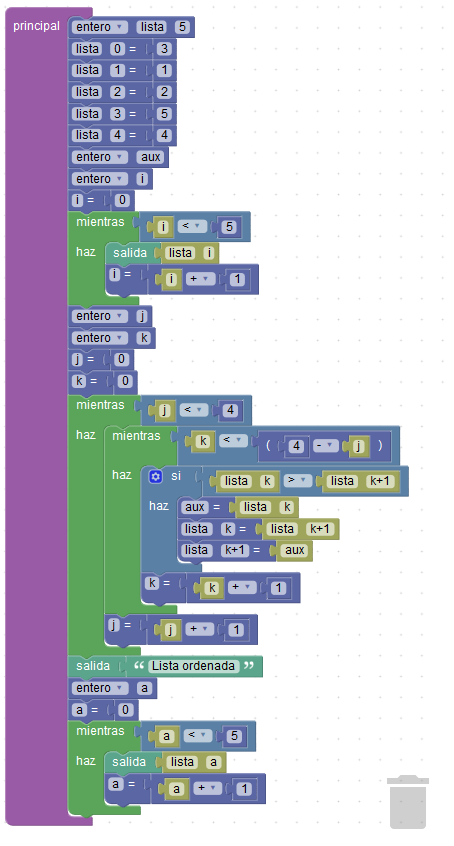 principal entero lista 5
lista 0 = 3
lista 1 = 1
lista 2 = 2
lista 3 = 5
lista 4 = 4
entero aux
entero i
i = 0
mientras i < 5
haz salida lista i
i = i + 1
entero j
entero k
j = 0
k = 0
mientras j < 4
haz mientras k < ( 4 - j )
haz si lista k > lista k+1
haz aux = lista k
lista k = lista k+1
lista k+1 = aux
k = k + 1
j = j + 1
salida “ Lista ordenada ”
entero a
a = 0
mientras a < 5
haz salida lista a
a = a + 1